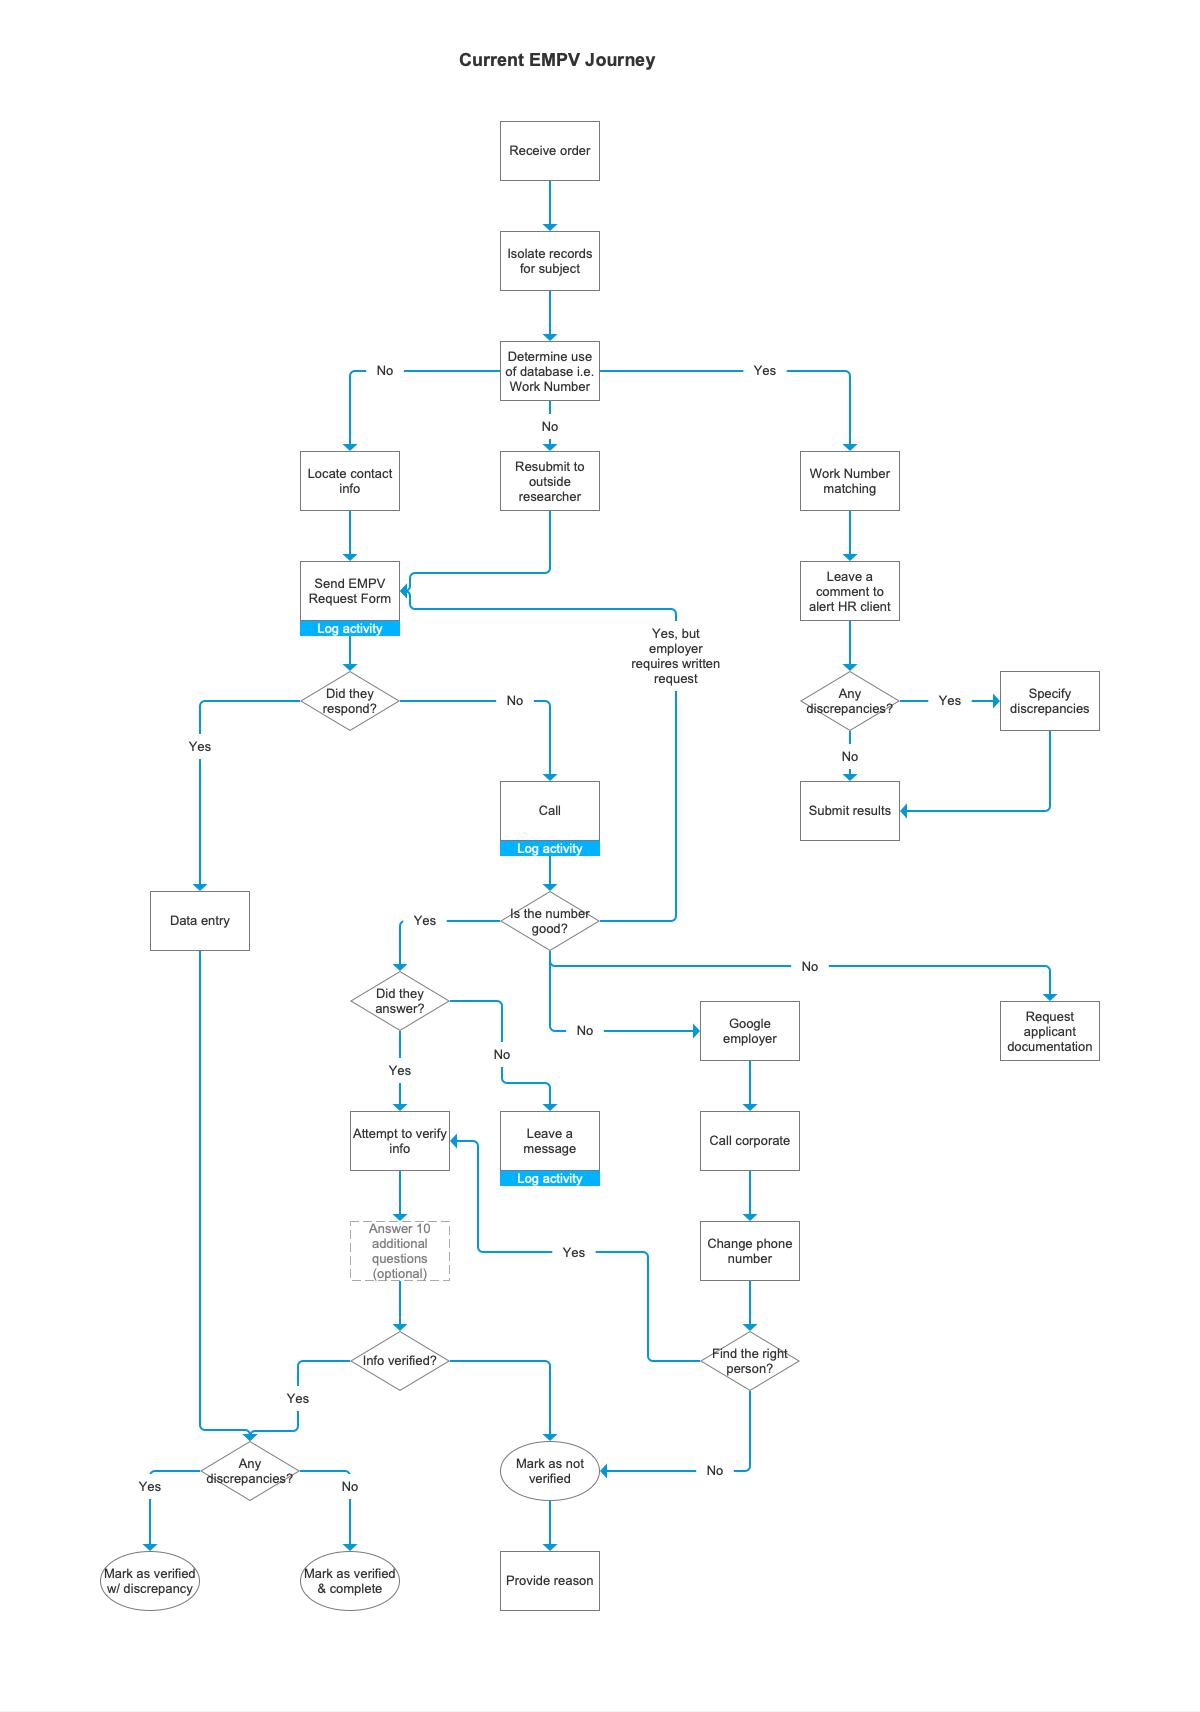 Current EMPV Journey
Receive order
Isolate records
for subject
Determine use
of database i.e.
Work Number
No
Yes
No
Locate contact
info
Resubmit to
outside
researcher
Work Number
matching
Send EMPV
Request Form
Log activity
Leave a
comment to
alert HR client
Yes, but
employer
requires written
request
Did they
respond?
No
Any
discrepancies?
Yes
Specify
discrepancies
Yes
No
Call
Log activity
Submit results
Data entry
Yes
Is the number
good?
No
Did they
answer?
No
Google
employer
Request
applicant
documentation
No
Yes
Attempt to verify
info
Leave a
message
Log activity
Call corporate
Answer 10
additional
questions
(optional)
Yes
Change phone
number
Info verified?
Find the right
person?
Yes
Any
discrepancies?
Mark as not
verified
No
Yes
No
Mark as verified
w/ discrepancy
Mark as verified
& complete
Provide reason